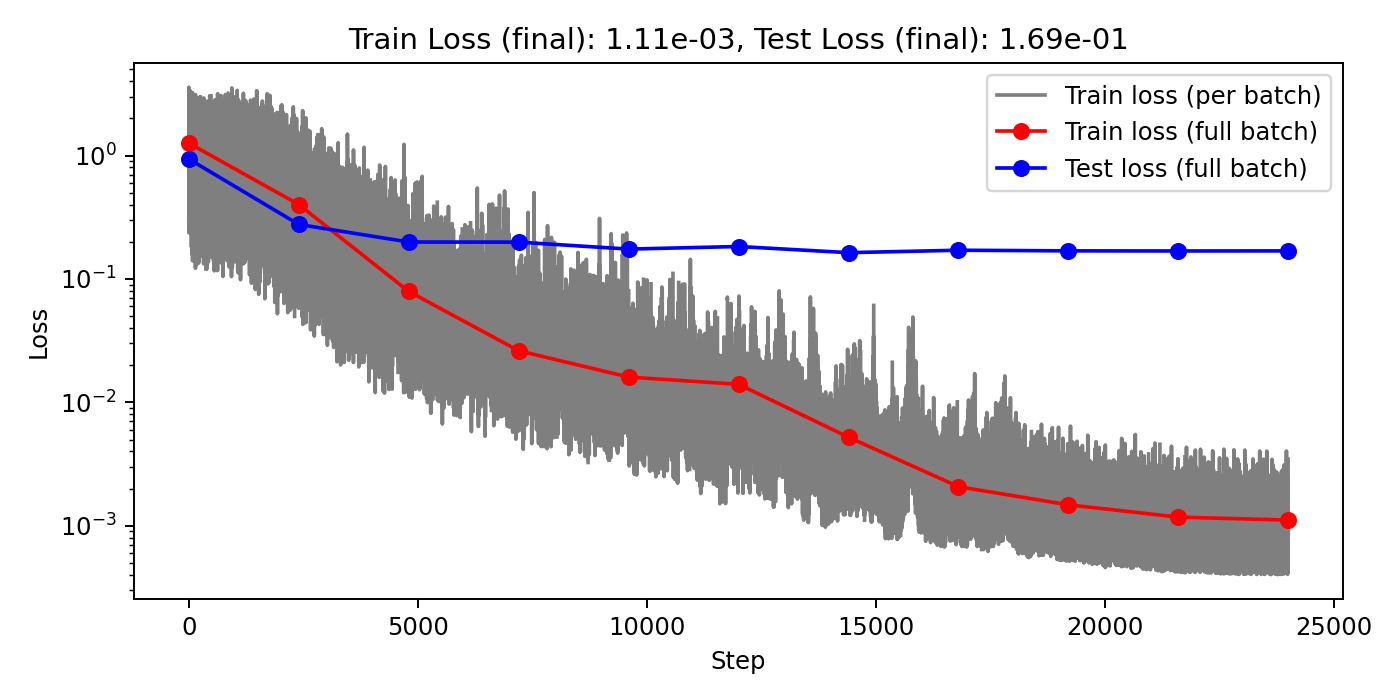 Train Loss (final): 1.11e-03, Test Loss (final): 1.69e-01
Train loss (per batch)
Train loss (full batch)
Test loss (full batch)
Loss
10⁰
10⁻¹
10⁻²
10⁻³
0 5000 10000 15000 20000 25000
Step